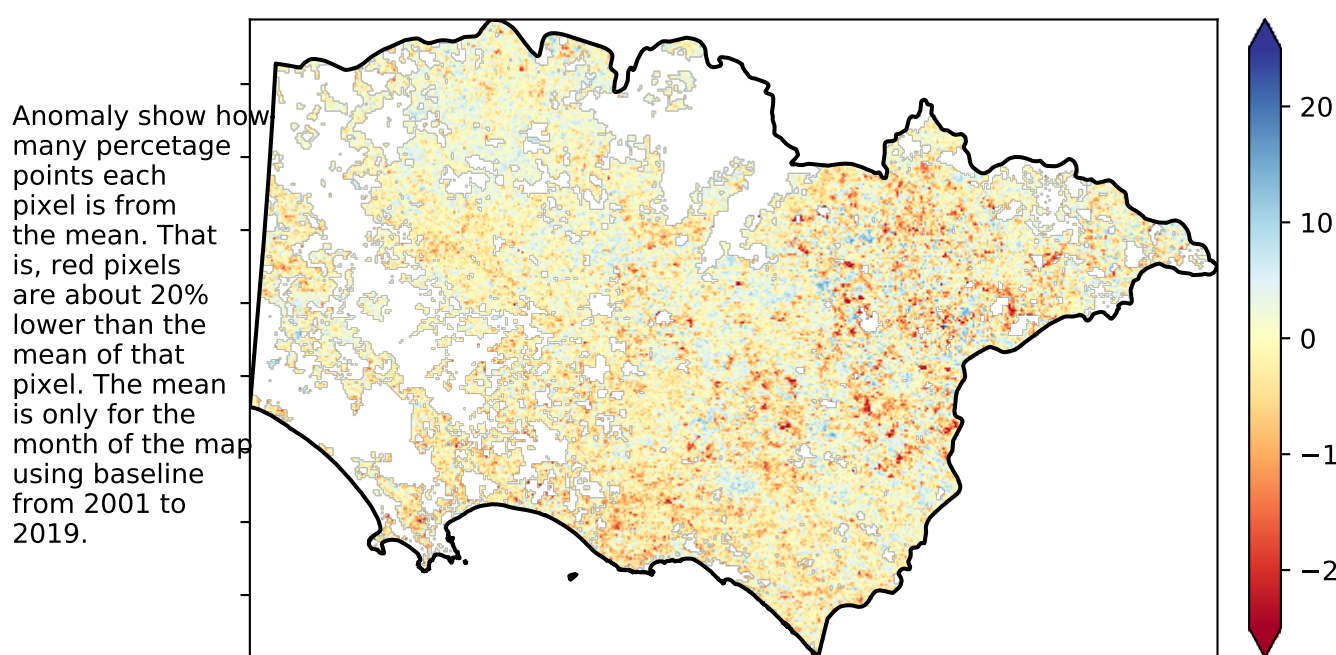 Anomaly show how
many percetage
points each
pixel is from
the mean. That
is, red pixels
are about 20%
lower than the
mean of that
pixel. The mean
is only for the
month of the map
using baseline
from 2001 to
2019.
20
10
0
−1
−2